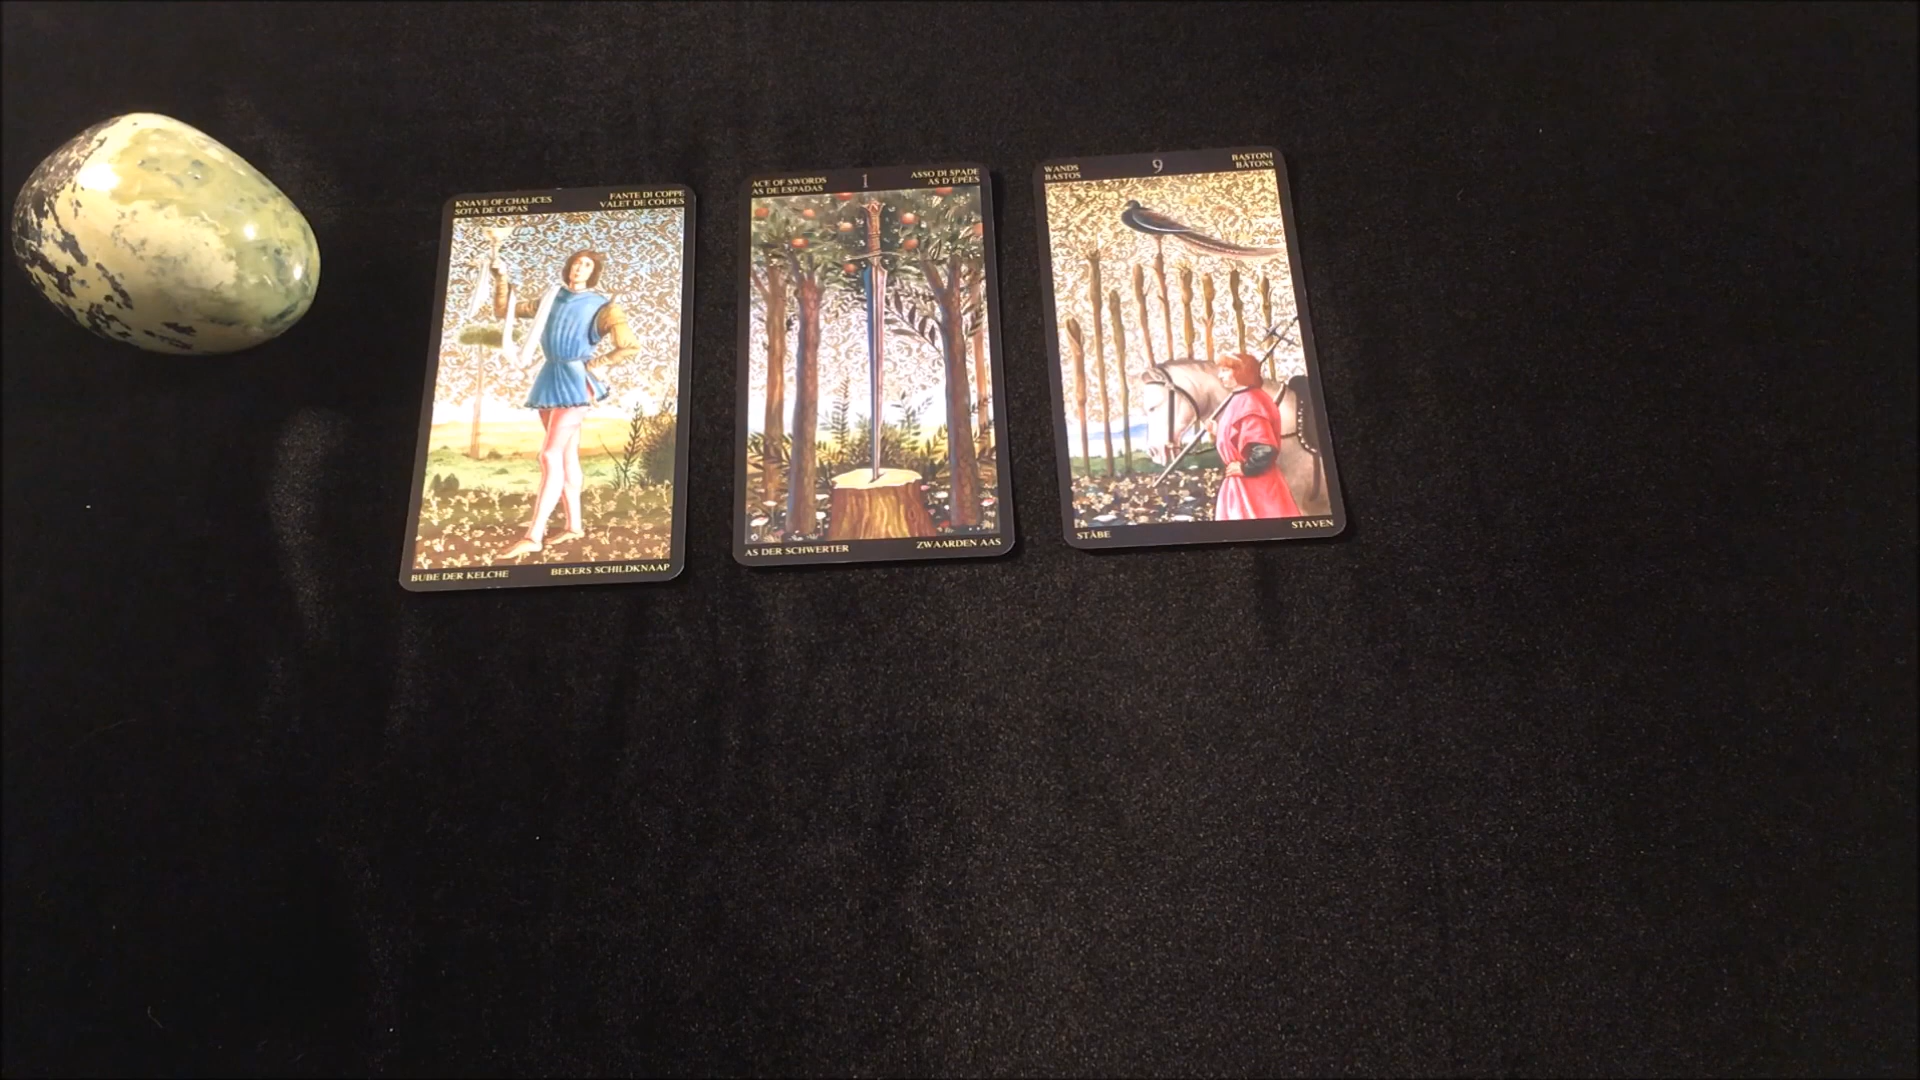 KNAVE OF CHALICES
SOTA DE COPAS
FANTE DI COPPE
VALET DE COUPES
BUBE DER KELCHE
BEKERS SCHILDKNAAP
ACE OF SWORDS
AS DE ESPADAS
1
ASSO DI SPADE
AS D'ÉPÉES
AS DER SCHWERTER
ZWAARDEN AAS
WANDS
BASTOS
9
BASTONI
BÂTONS
STÄBE
STAVEN